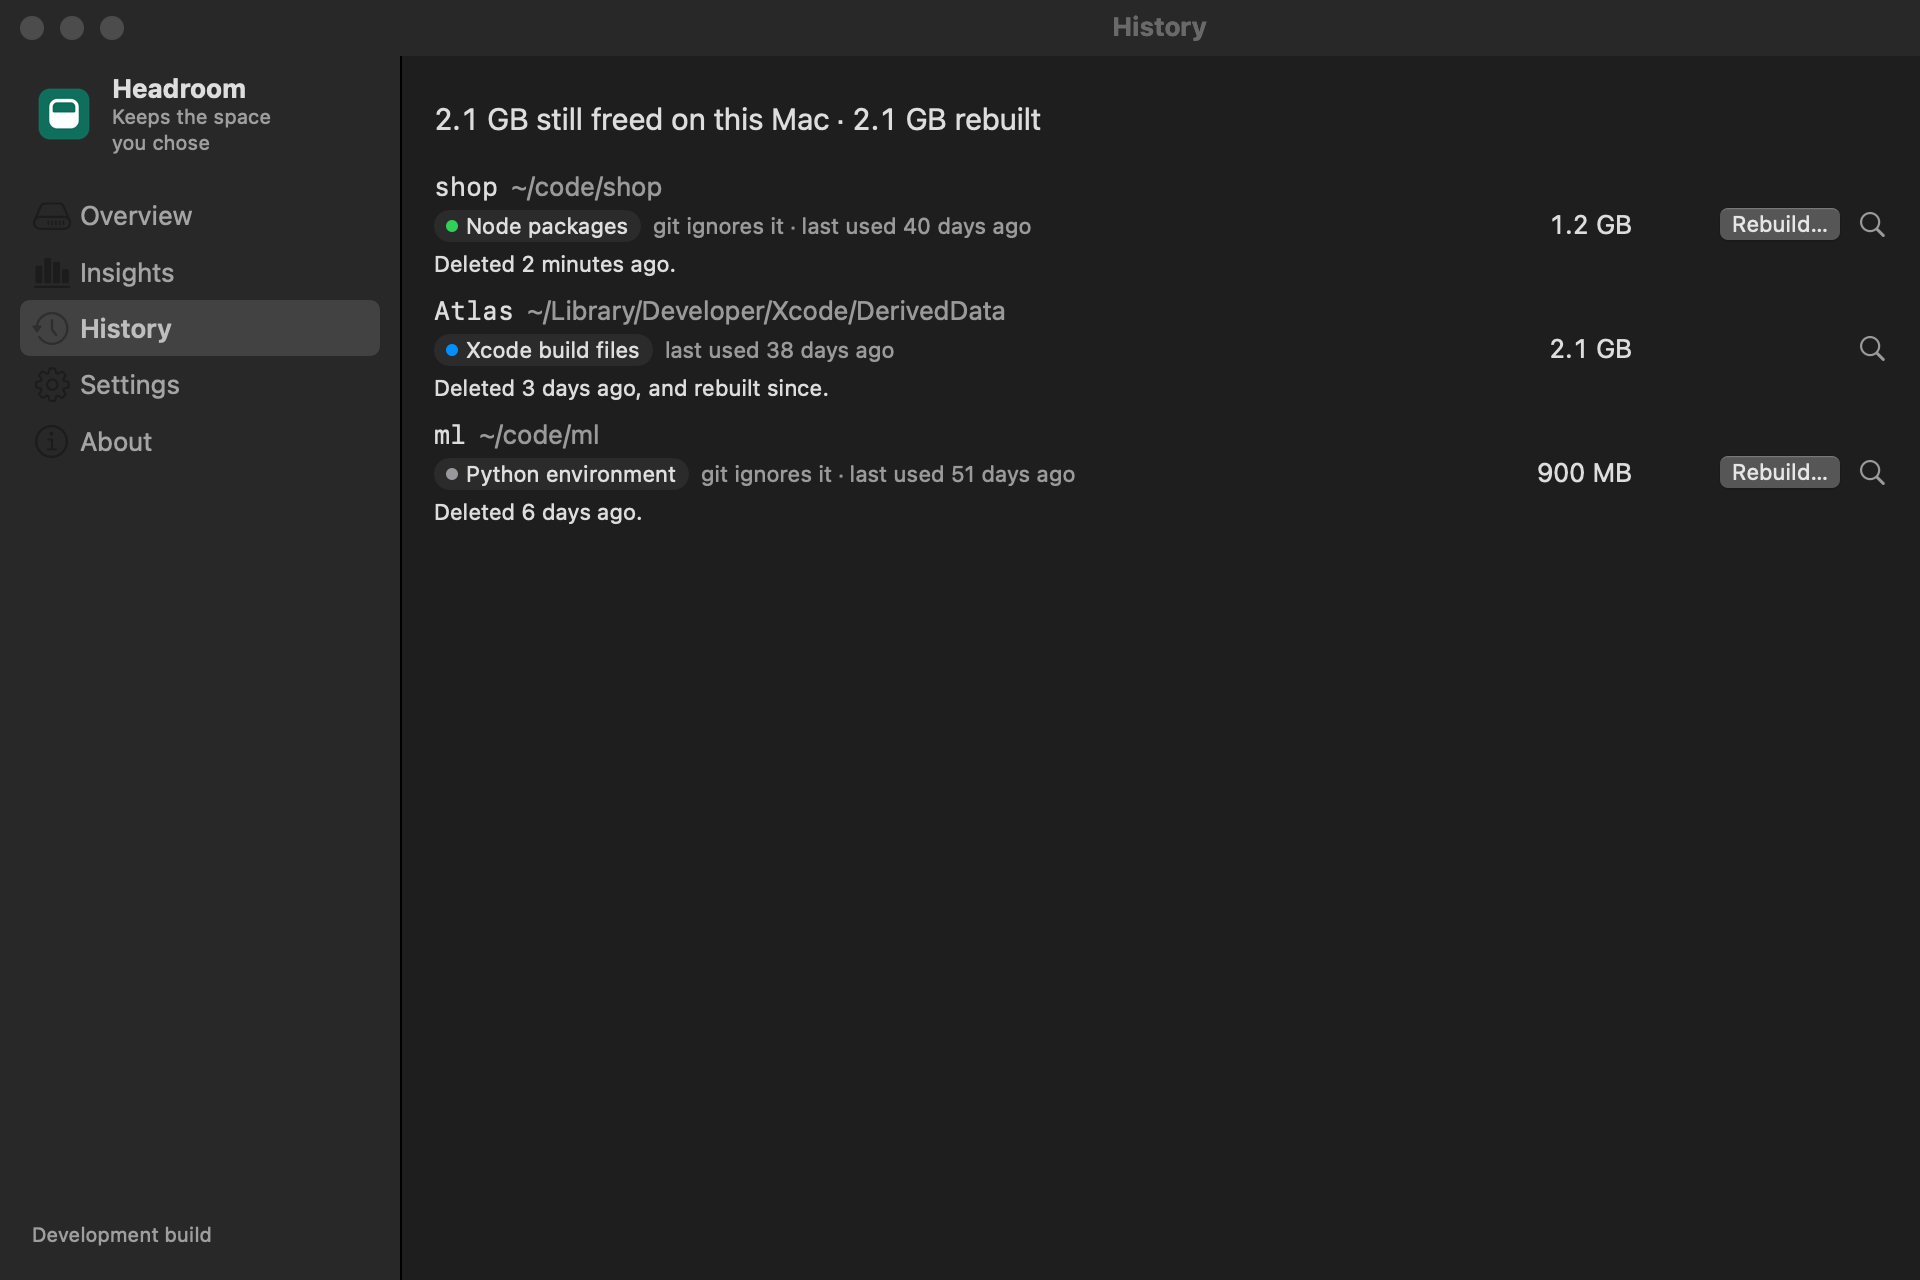 History
Headroom
Keeps the space
you chose
Overview
Insights
History
Settings
About
Development build
2.1 GB still freed on this Mac · 2.1 GB rebuilt
shop ~/code/shop
Node packages git ignores it · last used 40 days ago 1.2 GB Rebuild...
Deleted 2 minutes ago.
Atlas ~/Library/Developer/Xcode/DerivedData
Xcode build files last used 38 days ago 2.1 GB
Deleted 3 days ago, and rebuilt since.
ml ~/code/ml
Python environment git ignores it · last used 51 days ago 900 MB Rebuild...
Deleted 6 days ago.